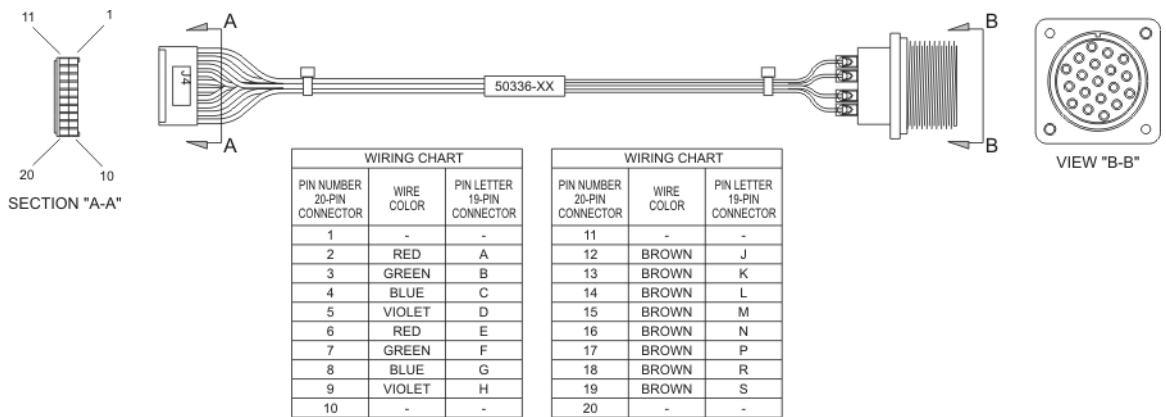 11 1
20 10
SECTION "A-A"
J4
A
A
50336-XX
B
B
VIEW "B-B"
WIRING CHART
PIN NUMBER 20-PIN CONNECTOR WIRE COLOR PIN LETTER 19-PIN CONNECTOR
1 - -
2 RED A
3 GREEN B
4 BLUE C
5 VIOLET D
6 RED E
7 GREEN F
8 BLUE G
9 VIOLET H
10 - -
WIRING CHART
PIN NUMBER 20-PIN CONNECTOR WIRE COLOR PIN LETTER 19-PIN CONNECTOR
11 - -
12 BROWN J
13 BROWN K
14 BROWN L
15 BROWN M
16 BROWN N
17 BROWN P
18 BROWN R
19 BROWN S
20 - -